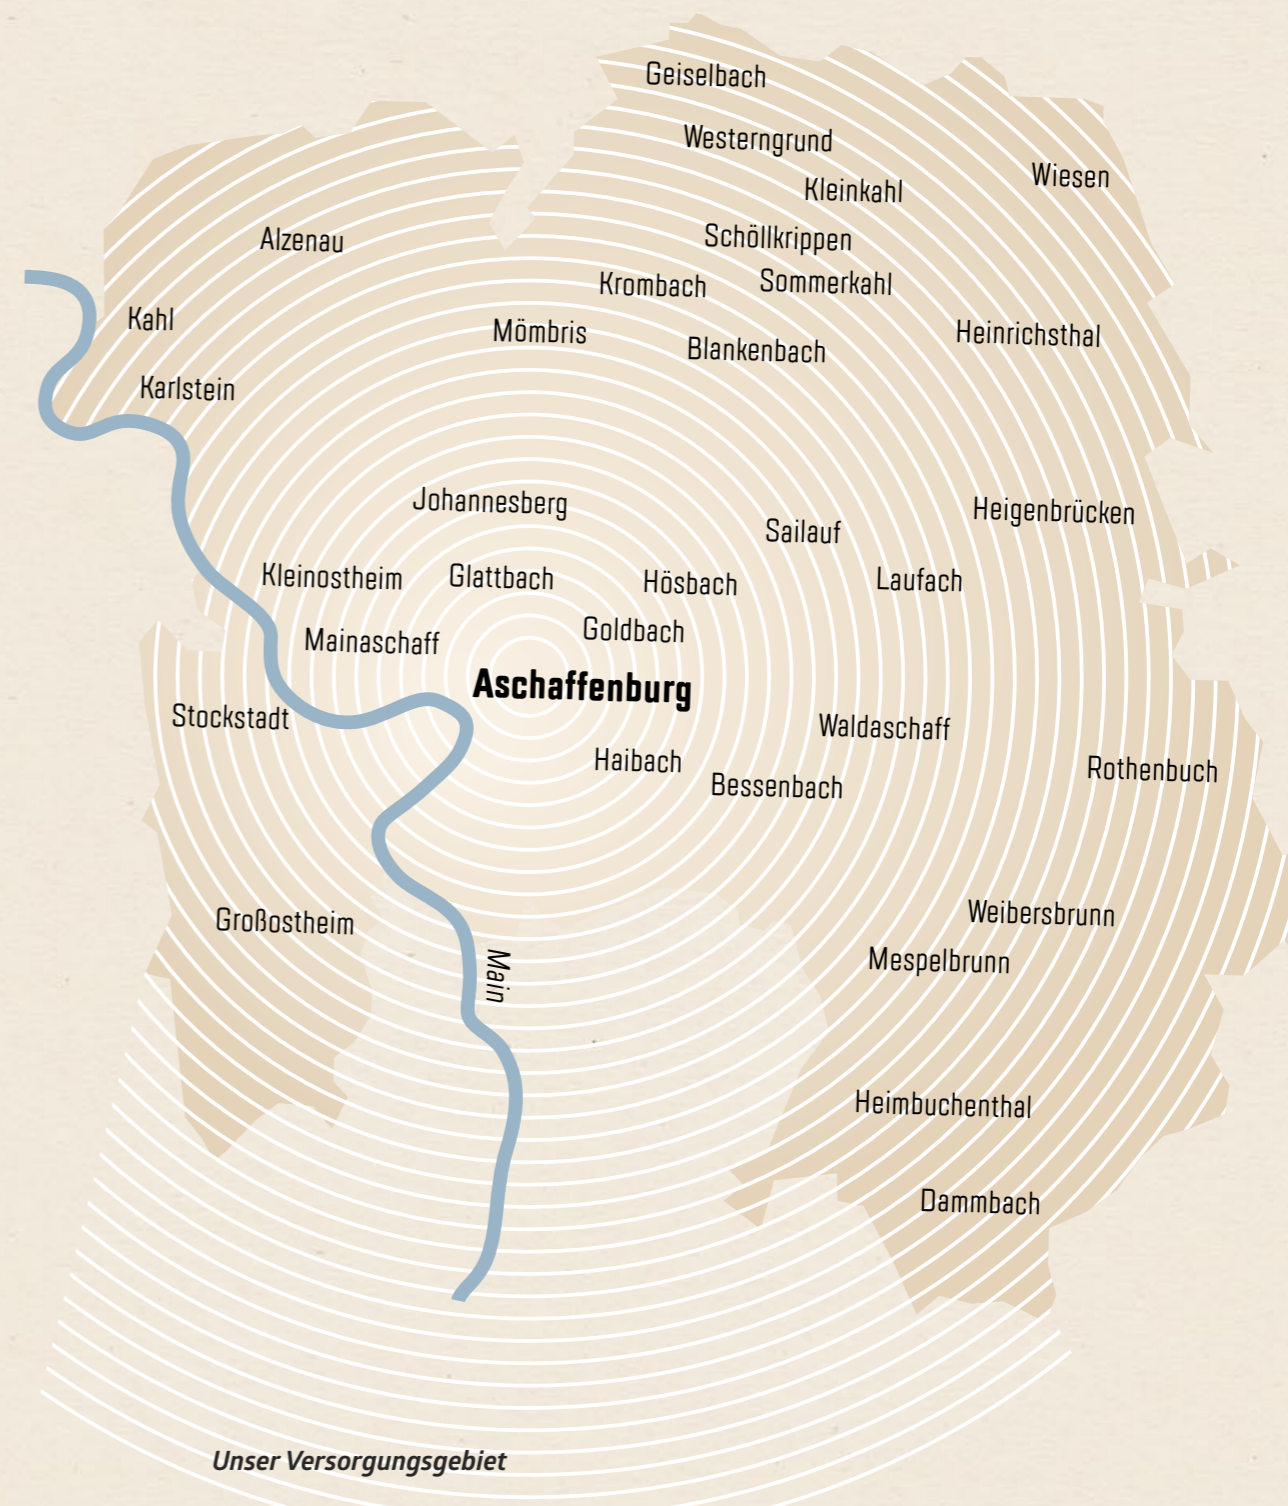 Geiselbach
Westerngrund
Wiesen
Kleinkahl
Schöllkrippen
Alzenau
Krombach
Sommerkahl
Kahl
Mömbris
Heinrichsthal
Blankenbach
Karlstein
Johannesberg
Heigenbrücken
Sailauf
Kleinostheim
Glattbach
Hösbach
Laufach
Mainaschaff
Goldbach
Aschaffenburg
Stockstadt
Waldaschaff
Haibach
Rothenbuch
Bessenbach
Großostheim
Weibersbrunn
Mespelbrunn
Main
Heimbuchenthal
Dammbach
Unser Versorgungsgebiet